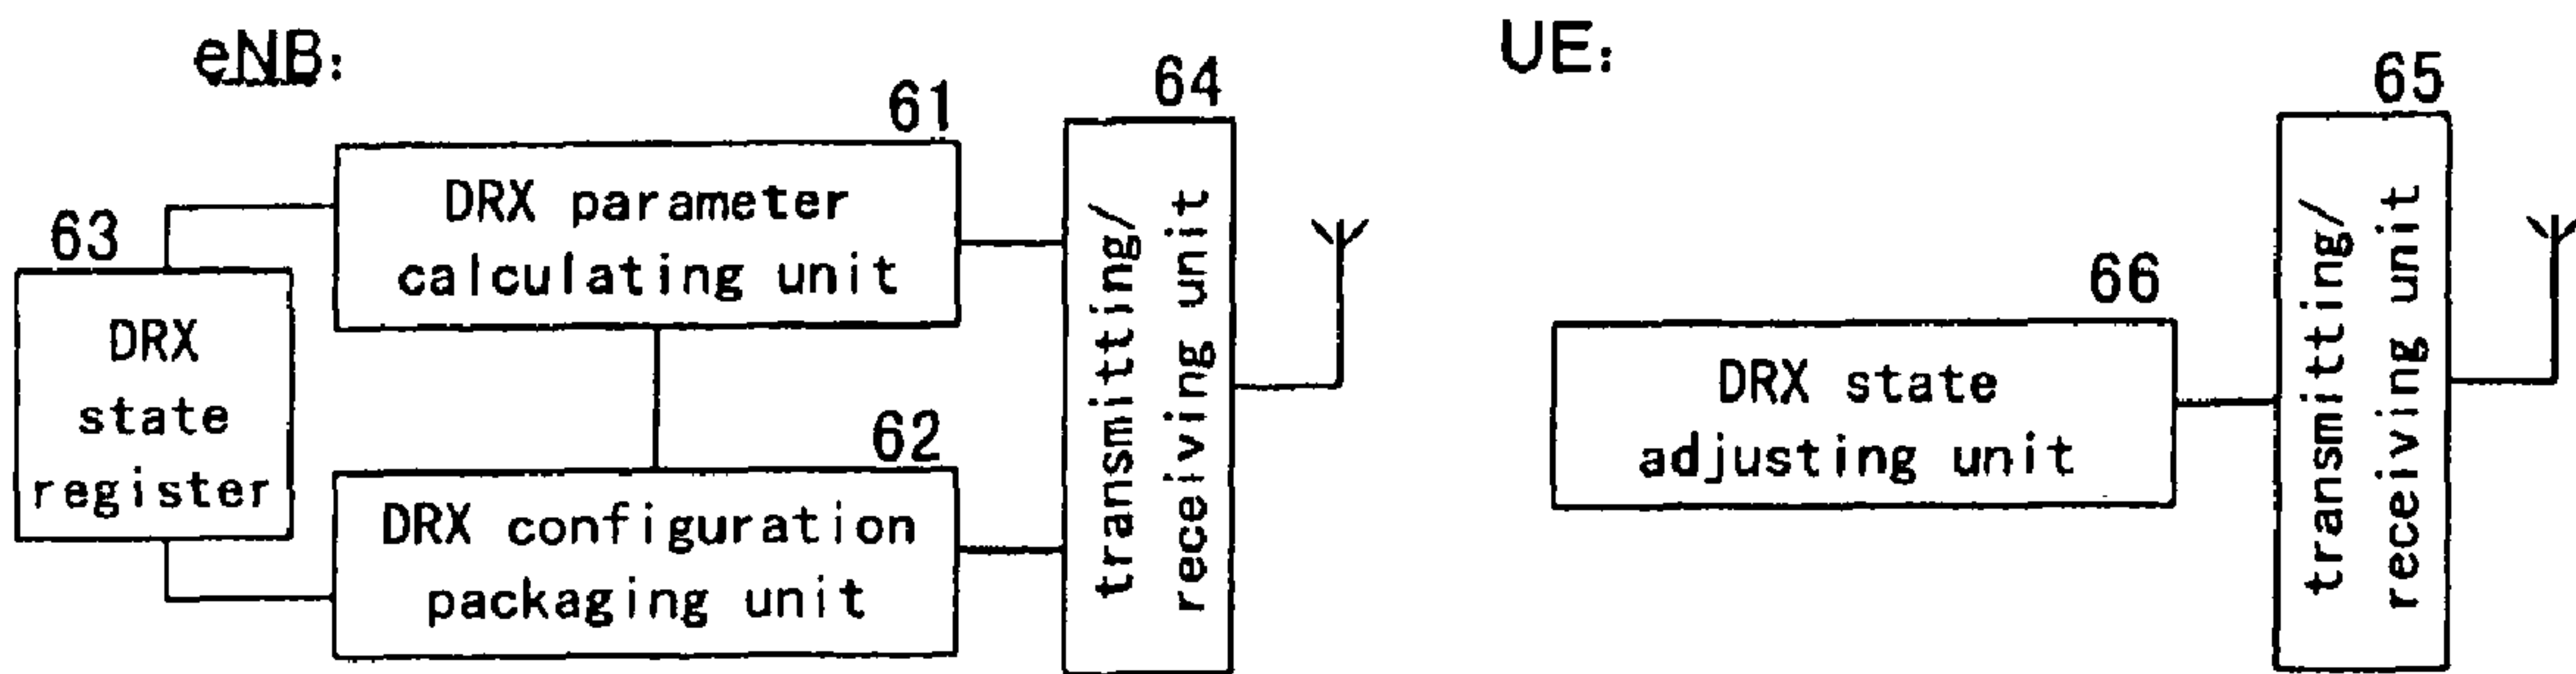 eNB:
61
DRX parameter
calculating unit
62
DRX configuration
packaging unit
63
DRX
state
register
64
transmitting/
receiving unit
UE:
65
transmitting/
receiving unit
66
DRX state
adjusting unit